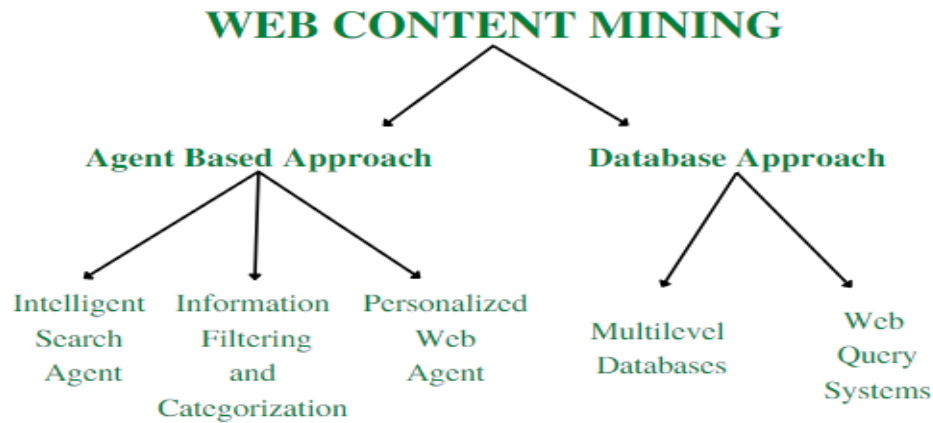 WEB CONTENT MINING
Agent Based Approach
Database Approach
Intelligent
Search
Agent
Information
Filtering
and
Categorization
Personalized
Web
Agent
Multilevel
Databases
Web
Query
Systems